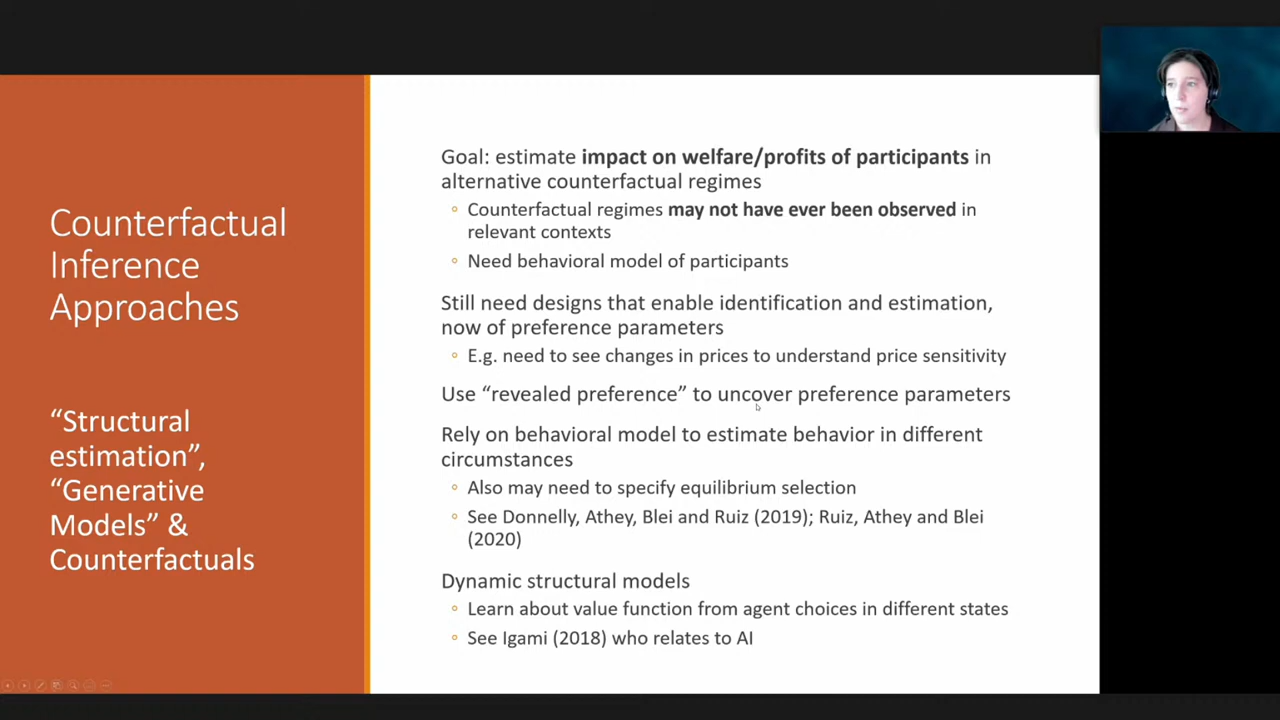 Counterfactual
Inference
Approaches
“Structural
estimation”,
“Generative
Models” &
Counterfactuals
Goal: estimate impact on welfare/profits of participants in
alternative counterfactual regimes
Counterfactual regimes may not have ever been observed in
relevant contexts
Need behavioral model of participants
Still need designs that enable identification and estimation,
now of preference parameters
E.g. need to see changes in prices to understand price sensitivity
Use “revealed preference” to uncover preference parameters
Rely on behavioral model to estimate behavior in different
circumstances
Also may need to specify equilibrium selection
See Donnelly, Athey, Blei and Ruiz (2019); Ruiz, Athey and Blei
(2020)
Dynamic structural models
Learn about value function from agent choices in different states
See Igami (2018) who relates to AI